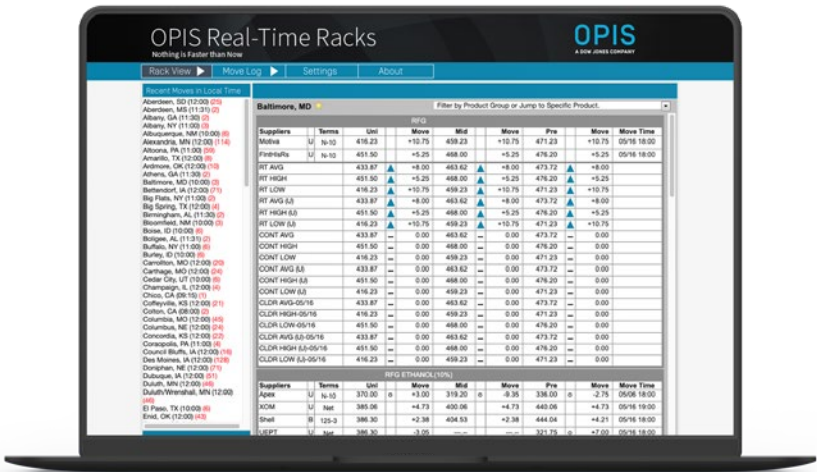 OPIS Real-Time Racks
Nothing is Faster than Now
OPIS
A DOW JONES COMPANY
Rack View Move Log Settings About
Recent Moves in Local Time
Aberdeen, SD (12:00) (25)
Aberdeen, MS (11:31) (2)
Albany, GA (11:30) (2)
Albany, NY (11:00) (3)
Albuquerque, NM (10:00) (6)
Alexandria, MN (12:00) (114)
Altoona, PA (11:00) (59)
Amarillo, TX (12:00) (8)
Ardmore, OK (12:00) (10)
Athens, GA (11:30) (2)
Baltimore, MD (10:00) (3)
Bettendorf, IA (12:00) (71)
Big Flats, NY (11:00) (2)
Big Spring, TX (12:00) (4)
Birmingham, AL (11:30) (2)
Bloomfield, NM (10:00) (3)
Boise, ID (10:00) (6)
Boligee, AL (11:31) (2)
Buffalo, NY (11:00) (6)
Burley, ID (10:00) (6)
Carrollton, MO (12:00) (20)
Carthage, MO (12:00) (24)
Cedar City, UT (10:00) (6)
Champaign, IL (12:00) (4)
Chico, CA (09:15) (1)
Coffeyville, KS (12:00) (21)
Colton, CA (08:00) (2)
Columbia, MO (12:00) (45)
Columbus, NE (12:00) (24)
Concordia, KS (12:00) (22)
Coraopolis, PA (11:00) (4)
Council Bluffs, IA (12:00) (16)
Des Moines, IA (12:00) (128)
Doniphan, NE (12:00) (71)
Dubuque, IA (12:00) (51)
Duluth, MN (12:00) (46)
Duluth/Wrenshall, MN (12:00)
(46)
El Paso, TX (10:00) (6)
Enid, OK (12:00) (43)
Baltimore, MD
Filter by Product Group or Jump to Specific Product.
RFG
Suppliers Terms Unl Move Mid Move Pre Move Move Time
Motiva U N-10 416.23 +10.75 459.23 +10.75 471.23 +10.75 05/16 18:00
FlntHlsRs U N-10 451.50 +5.25 468.00 +5.25 476.20 +5.25 05/16 18:00
RT AVG 433.87 +8.00 463.62 +8.00 473.72 +8.00
RT HIGH 451.50 +5.25 468.00 +5.25 476.20 +5.25
RT LOW 416.23 +10.75 459.23 +10.75 471.23 +10.75
RT AVG (U) 433.87 +8.00 463.62 +8.00 473.72 +8.00
RT HIGH (U) 451.50 +5.25 468.00 +5.25 476.20 +5.25
RT LOW (U) 416.23 +10.75 459.23 +10.75 471.23 +10.75
CONT AVG 433.87 – 0.00 463.62 – 0.00 473.72 – 0.00
CONT HIGH 451.50 – 0.00 468.00 – 0.00 476.20 – 0.00
CONT LOW 416.23 – 0.00 459.23 – 0.00 471.23 – 0.00
CONT AVG (U) 433.87 – 0.00 463.62 – 0.00 473.72 – 0.00
CONT HIGH (U) 451.50 – 0.00 468.00 – 0.00 476.20 – 0.00
CONT LOW (U) 416.23 – 0.00 459.23 – 0.00 471.23 – 0.00
CLDR AVG-05/16 433.87 – 0.00 463.62 – 0.00 473.72 – 0.00
CLDR HIGH-05/16 451.50 – 0.00 468.00 – 0.00 476.20 – 0.00
CLDR LOW-05/16 416.23 – 0.00 459.23 – 0.00 471.23 – 0.00
CLDR AVG (U)-05/16 433.87 – 0.00 463.62 – 0.00 473.72 – 0.00
CLDR HIGH (U)-05/16 451.50 – 0.00 468.00 – 0.00 476.20 – 0.00
CLDR LOW (U)-05/16 416.23 – 0.00 459.23 – 0.00 471.23 – 0.00
RFG ETHANOL(10%)
Suppliers Terms Unl Move Mid Move Pre Move Move Time
Apex U N-10 370.00 o +3.00 319.20 o -9.35 336.00 o -2.75 05/06 18:00
XOM U Net 385.06 +4.73 400.06 +4.73 440.06 +4.73 05/16 19:00
Shell B 125-3 386.30 +2.38 404.53 +2.38 444.04 +4.21 05/16 18:00
UEPT U Net 386.30 -3.05 --.-- 321.75 o +7.00 05/16 18:00